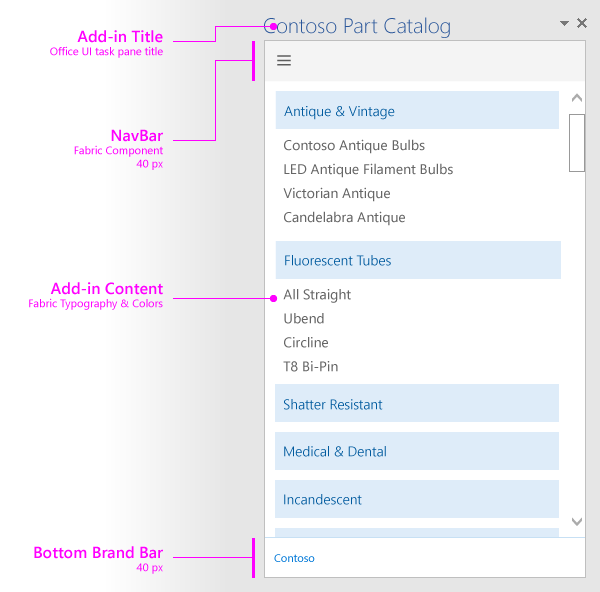 Contoso Part Catalog
Add-in Title
Office UI task pane title
NavBar
Fabric Component
40 px
Antique & Vintage
Contoso Antique Bulbs
LED Antique Filament Bulbs
Victorian Antique
Candelabra Antique
Fluorescent Tubes
Add-in Content
Fabric Typography & Colors
All Straight
Ubend
Circline
T8 Bi-Pin
Shatter Resistant
Medical & Dental
Incandescent
Bottom Brand Bar
40 px
Contoso